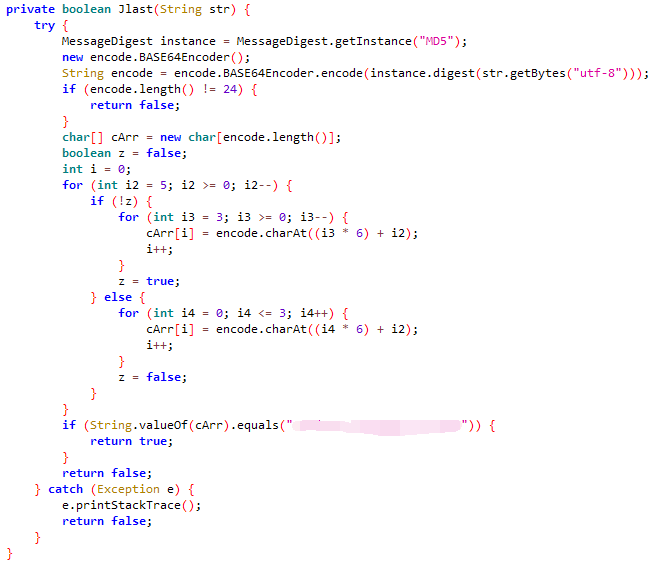 private boolean Jlast(String str) {
    try {
        MessageDigest instance = MessageDigest.getInstance("MD5");
        new encode.BASE64Encoder();
        String encode = encode.BASE64Encoder.encode(instance.digest(str.getBytes("utf-8")));
        if (encode.length() != 24) {
            return false;
        }
        char[] cArr = new char[encode.length()];
        boolean z = false;
        int i = 0;
        for (int i2 = 5; i2 >= 0; i2--) {
            if (!z) {
                for (int i3 = 3; i3 >= 0; i3--) {
                    cArr[i] = encode.charAt((i3 * 6) + i2);
                    i++;
                }
                z = true;
            } else {
                for (int i4 = 0; i4 <= 3; i4++) {
                    cArr[i] = encode.charAt((i4 * 6) + i2);
                    i++;
                }
                z = false;
            }
        }
        if (String.valueOf(cArr).equals("")) {
            return true;
        }
        return false;
    } catch (Exception e) {
        e.printStackTrace();
        return false;
    }
}